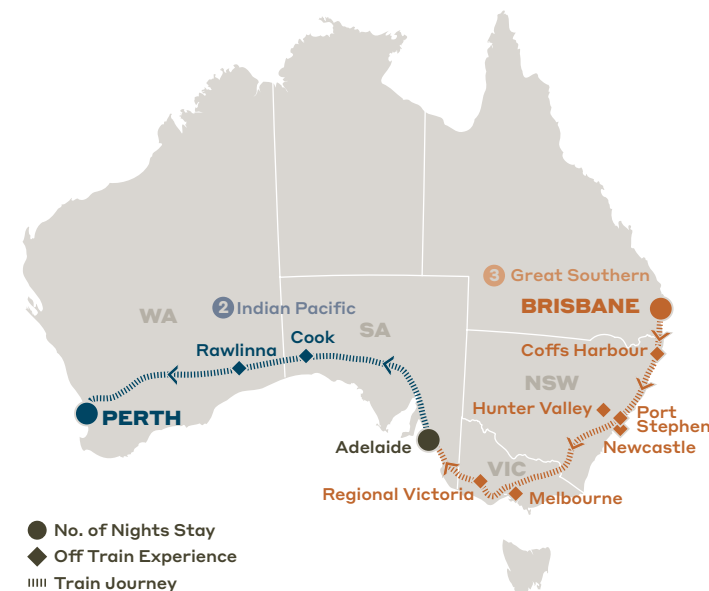 3 Great Southern
BRISBANE
WA
2 Indian Pacific
SA
Cook
Rawlinna
Coffs Harbour
NSW
Hunter Valley
Port
Stephen
PERTH
Newcastle
Adelaide
VIC
Regional Victoria
Melbourne
No. of Nights Stay
Off Train Experience
Train Journey